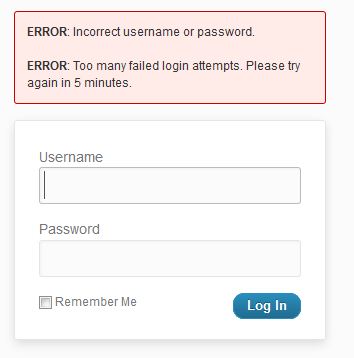 ERROR: Incorrect username or password.
ERROR: Too many failed login attempts. Please try
again in 5 minutes.
Username
Password
Remember Me
Log In